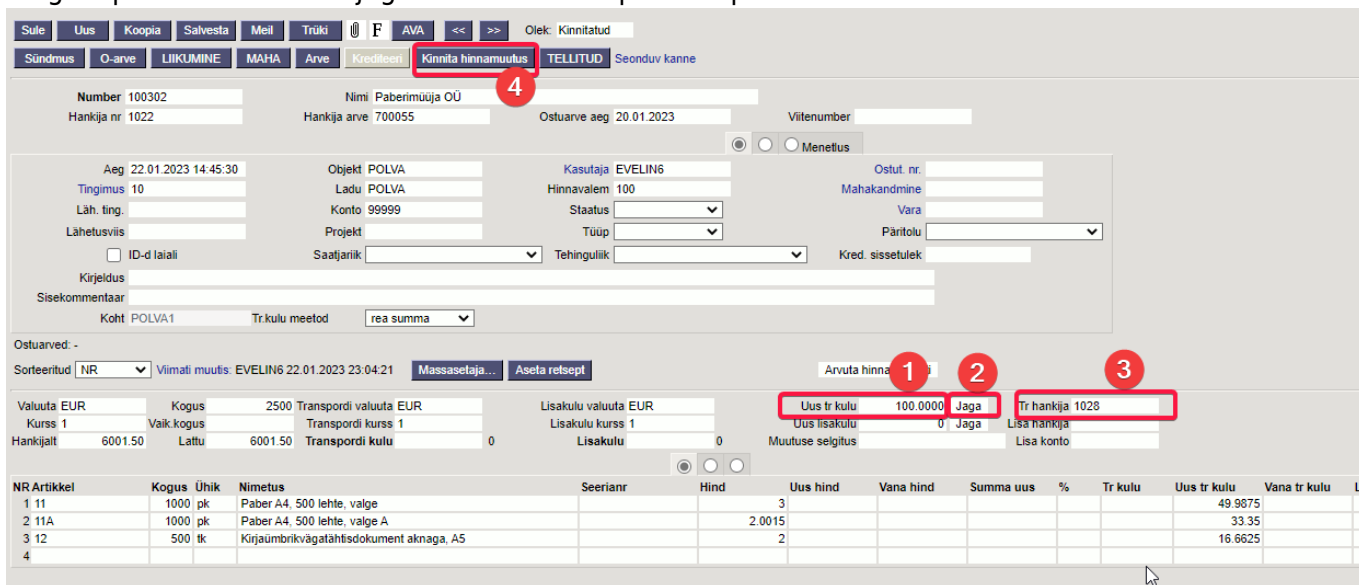 Sule Uus Koopia Salvesta Meil Trüki F AVA << >> Olek: Kinnitatud
Sündmus O-arve LIIKUMINE MAHA Arve Krediteeri Kinnita hinnamuutus TELLITUD Seonduv kanne
4
Number 100302 Nimi Paberimüüja OÜ
Hankija nr 1022 Hankija arve 700055 Ostuarve aeg 20.01.2023 Viitenumber
Menetlus
Aeg 22.01.2023 14:45:30 Objekt POLVA Kasutaja EVELIN6 Ostut. nr.
Tingimus 10 Ladu POLVA Hinnavalem 100 Mahakandmine
Läh. ting. Konto 99999 Staatus Vara
Lähetusviis Projekt Tüüp Päritolu
ID-d laiali Saatjariik Tehinguliik Kred. sissetulek
Kirjeldus
Sisekommentaar
Koht POLVA1 Tr.kulu meetod rea summa
Ostuarved: -
Sorteeritud NR Viimati muutis: EVELIN6 22.01.2023 23:04:21 Massasetaja... Aseta retsept Arvuta 1 2 3
Valuuta EUR Kogus 2500 Transpordi valuuta EUR Lisakulu valuuta EUR Uus tr kulu 100.0000 Jaga Tr hankija 1028
Kurss 1 Vaik.kogus Transpordi kurss 1 Lisakulu kurss 1 Uus lisakulu 0 Jaga Lisa hankija
Hankijalt 6001.50 Lattu 6001.50 Transpordi kulu 0 Lisakulu 0 Muutuse selgitus Lisa konto
NR Artikkel Kogus Ühik Nimetus Seerianr Hind Uus hind Vana hind Summa uus % Tr kulu Uus tr kulu Vana tr kulu L
1 11 1000 pk Paber A4, 500 lehte, valge 3 49.9875
2 11A 1000 pk Paber A4, 500 lehte, valge A 2.0015 33.35
3 12 500 tk Kirjaümbrikvägatähtisdokument aknaga, A5 2 16.6625
4